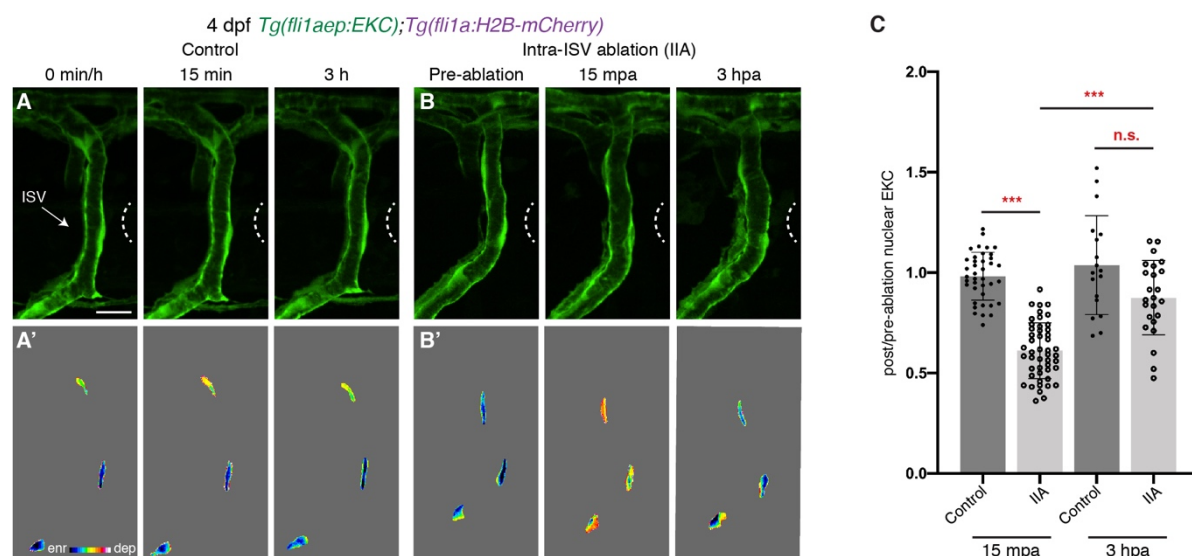 4 dpf Tg(fli1aep:EKC);Tg(fli1a:H2B-mCherry)
Control
Intra-ISV ablation (IIA)
0 min/h
15 min
3 h
Pre-ablation
15 mpa
3 hpa
A
B
ISV
A'
B'
enr
dep
C
post/pre-ablation nuclear EKC
2.0
1.5
1.0
0.5
0.0
***
n.s.
***
Control
IIA
Control
IIA
15 mpa
3 hpa